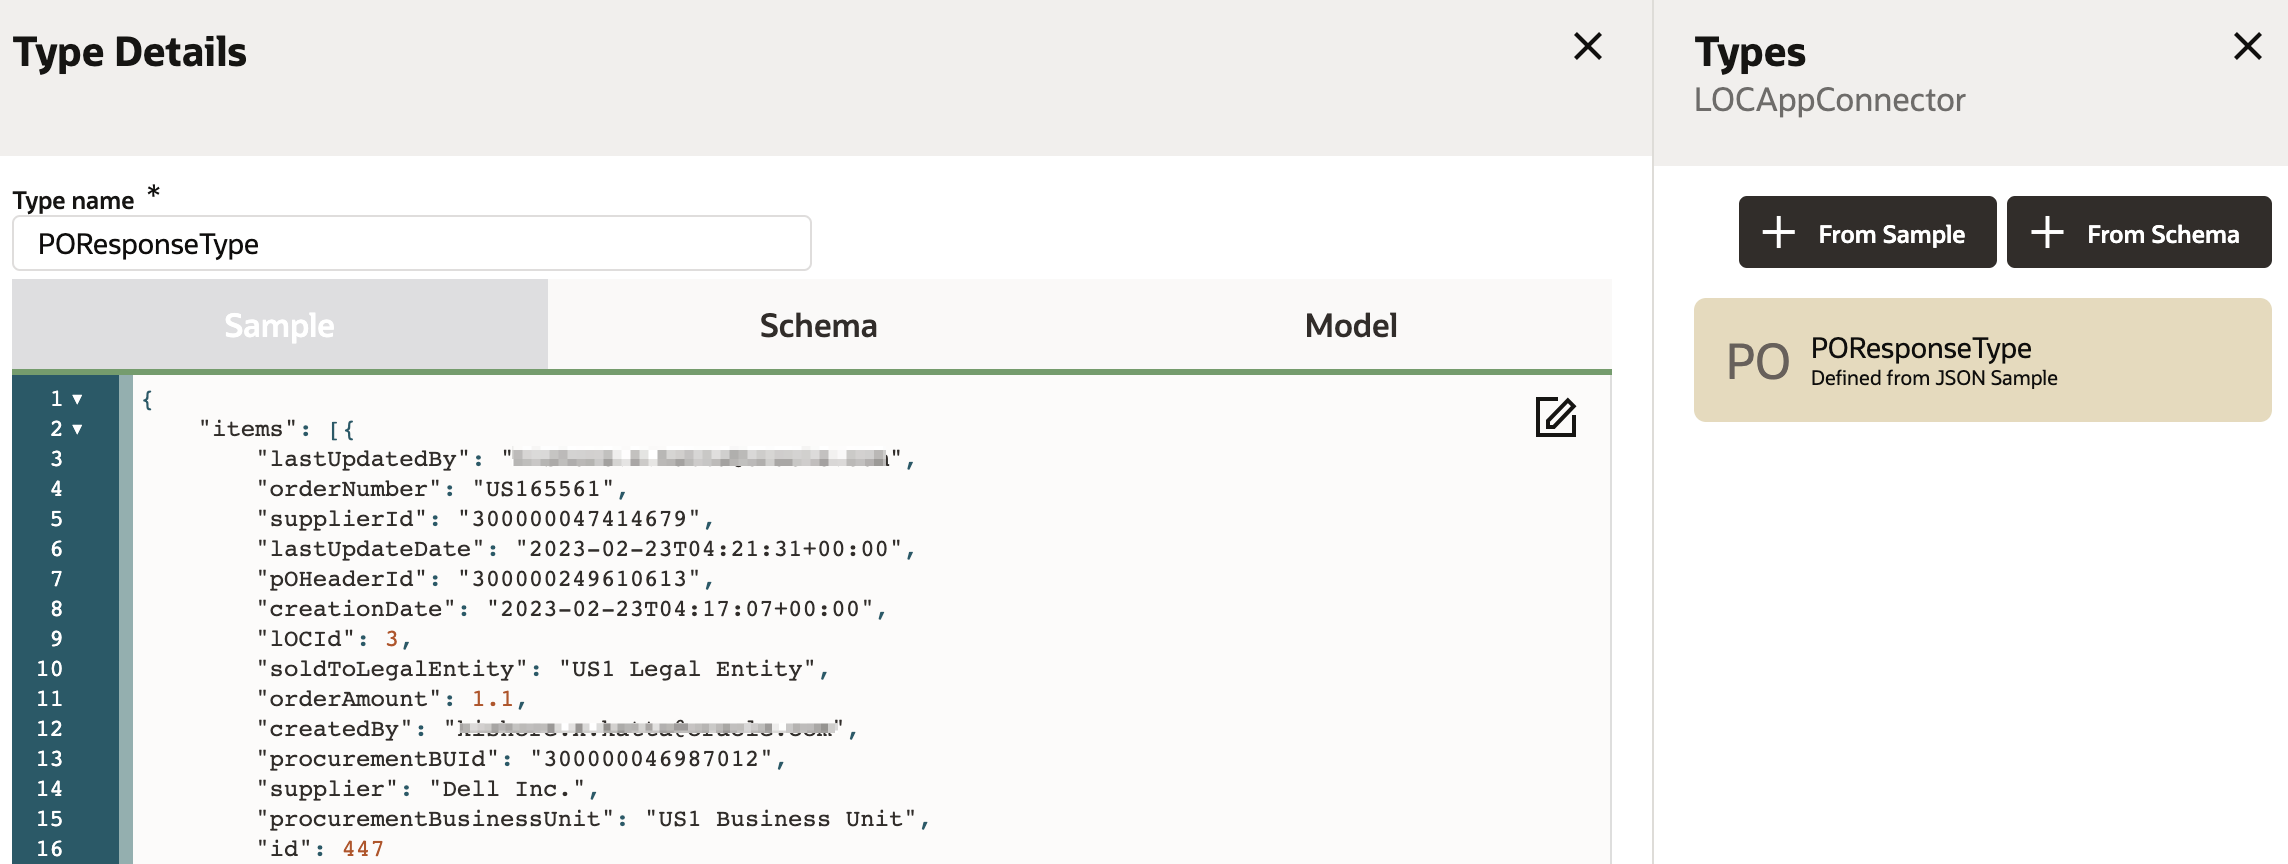 Type Details
Type name *
POResponseType
Sample Schema Model
1 {
2 "items": [{
3 "lastUpdatedBy": "",
4 "orderNumber": "US165561",
5 "supplierId": "300000047414679",
6 "lastUpdateDate": "2023-02-23T04:21:31+00:00",
7 "pOHeaderId": "300000249610613",
8 "creationDate": "2023-02-23T04:17:07+00:00",
9 "lOCId": 3,
10 "soldToLegalEntity": "US1 Legal Entity",
11 "orderAmount": 1.1,
12 "createdBy": "",
13 "procurementBUId": "300000046987012",
14 "supplier": "Dell Inc.",
15 "procurementBusinessUnit": "US1 Business Unit",
16 "id": 447
Types
LOCAppConnector
From Sample From Schema
PO POResponseType
Defined from JSON Sample